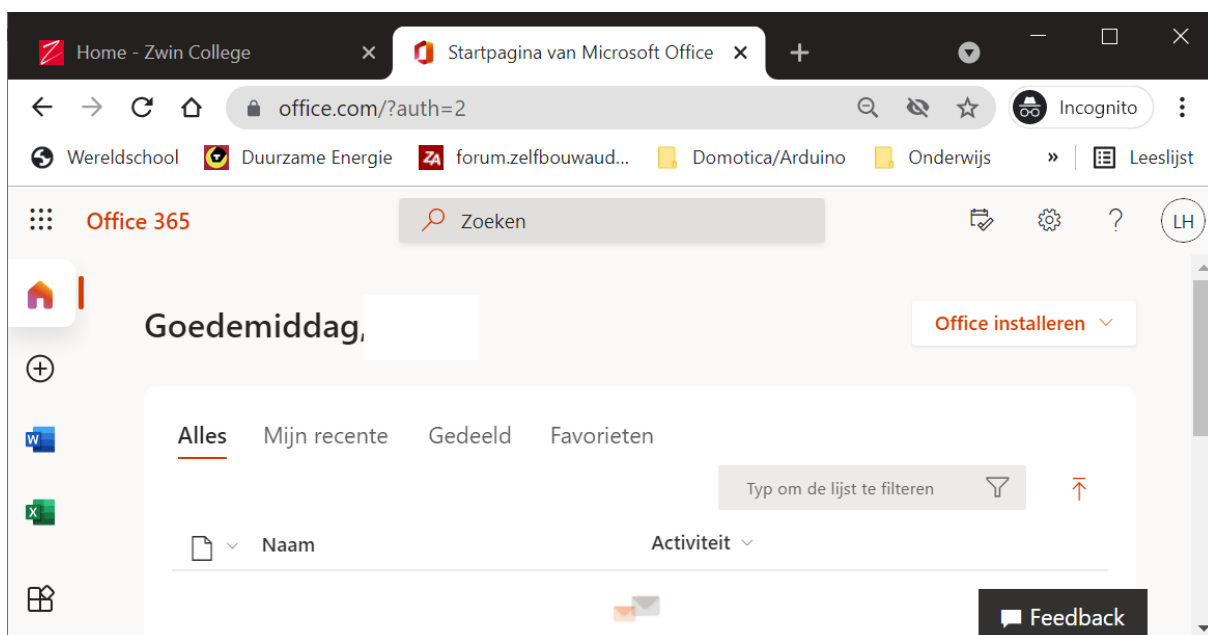 Home - Zwin College
Startpagina van Microsoft Office
office.com/?auth=2
Incognito
Wereldschool Duurzame Energie ZA forum.zelfbouwaud... Domotica/Arduino Onderwijs » Leeslijst
Office 365
Zoeken
?
LH
Goedemiddag,
Office installeren
Alles Mijn recente Gedeeld Favorieten
Typ om de lijst te filteren
Naam Activiteit
Feedback